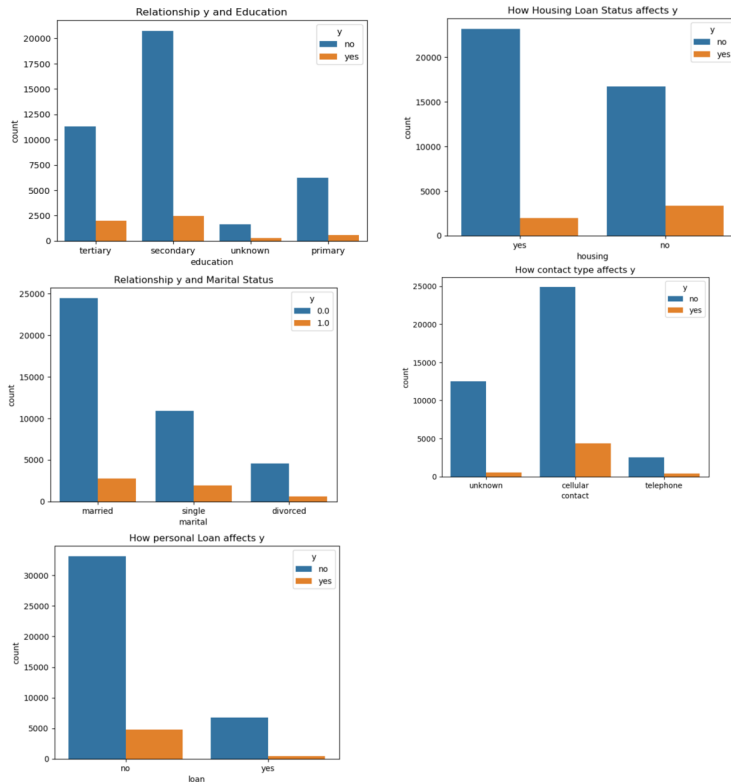 Relationship y and Education
y
no
yes
20000
17500
15000
12500
10000
7500
5000
2500
0
count
tertiary
secondary
unknown
primary
education
How Housing Loan Status affects y
y
no
yes
20000
15000
10000
5000
0
count
yes
no
housing
Relationship y and Marital Status
y
0.0
1.0
25000
20000
15000
10000
5000
0
count
married
single
divorced
marital
How contact type affects y
y
no
yes
25000
20000
15000
10000
5000
0
count
unknown
cellular
telephone
contact
How personal Loan affects y
y
no
yes
30000
25000
20000
15000
10000
5000
0
count
no
yes
loan